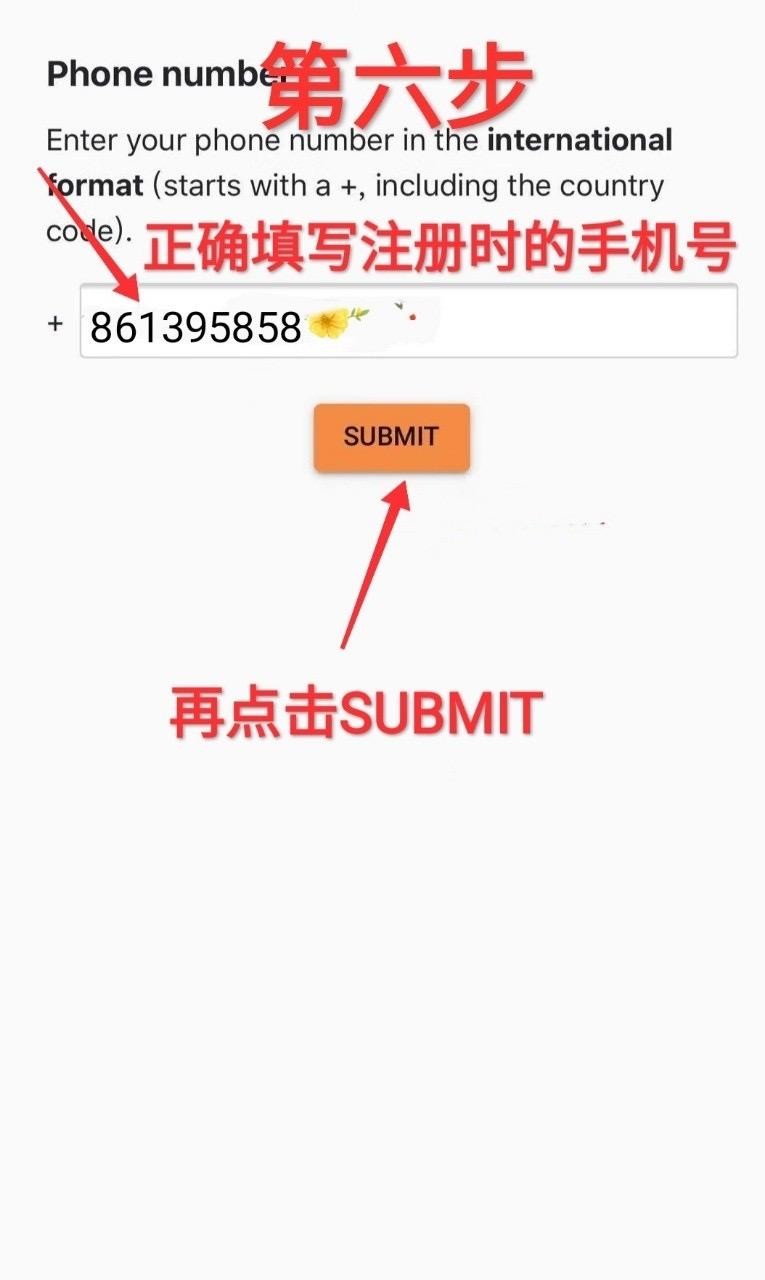 Phone number
第六步
Enter your phone number in the international
format (starts with a +, including the country
code).
正确填写注册时的手机号
+ 861395858
SUBMIT
再点击SUBMIT